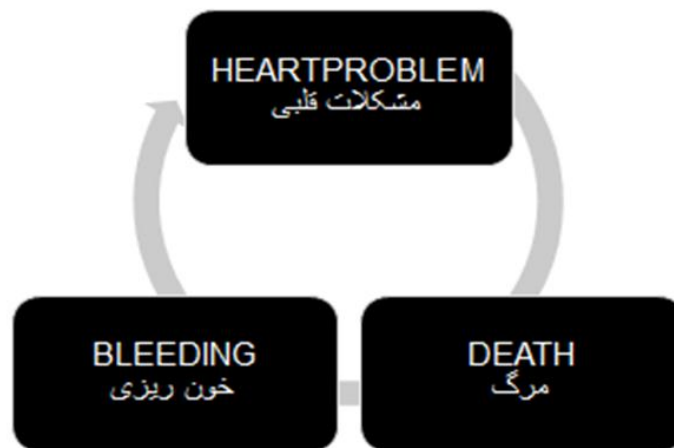 HEARTPROBLEM
مشکلات قلبی
BLEEDING
خون ریزی
DEATH
مرگ